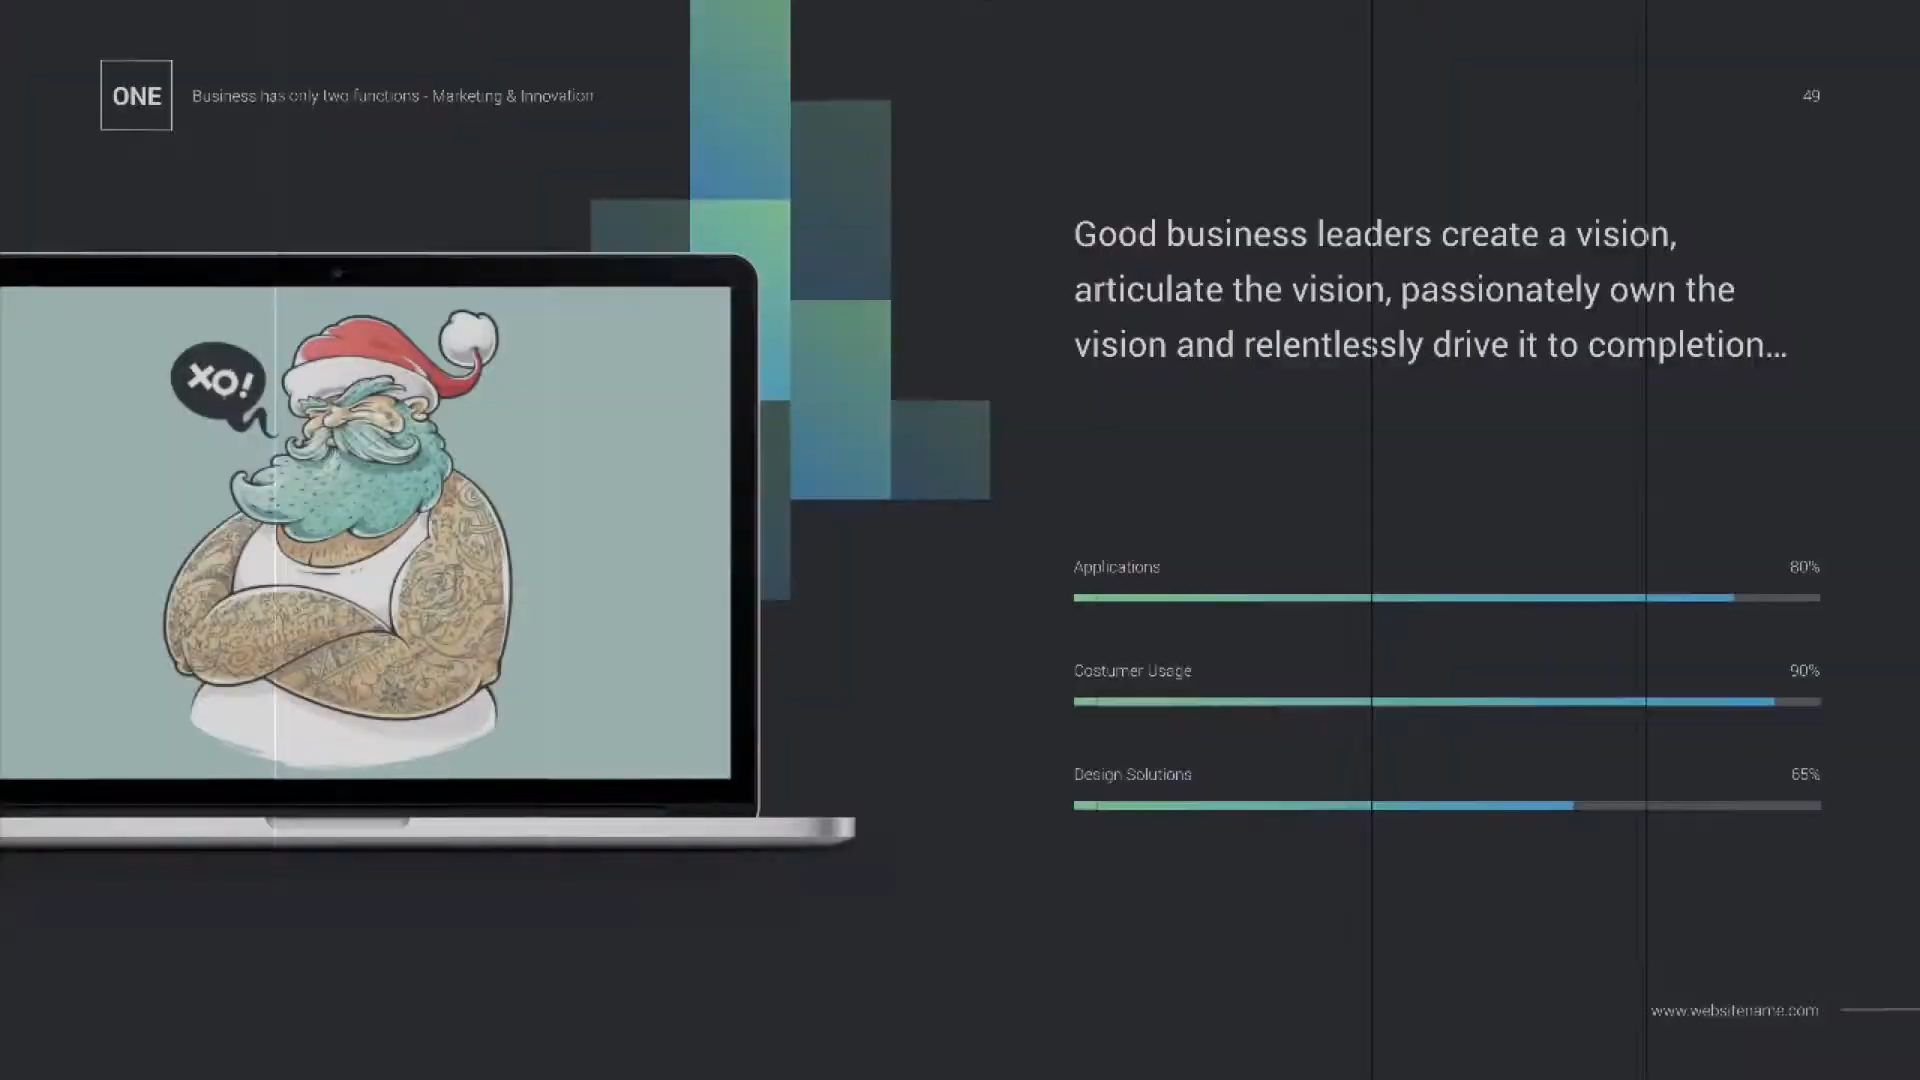 ONE
Business has only two functions - Marketing & Innovation
49
Good business leaders create a vision,
articulate the vision, passionately own the
vision and relentlessly drive it to completion...
XO!
Applications
80%
Costumer Usage
90%
Design Solutions
65%
www.websitename.com